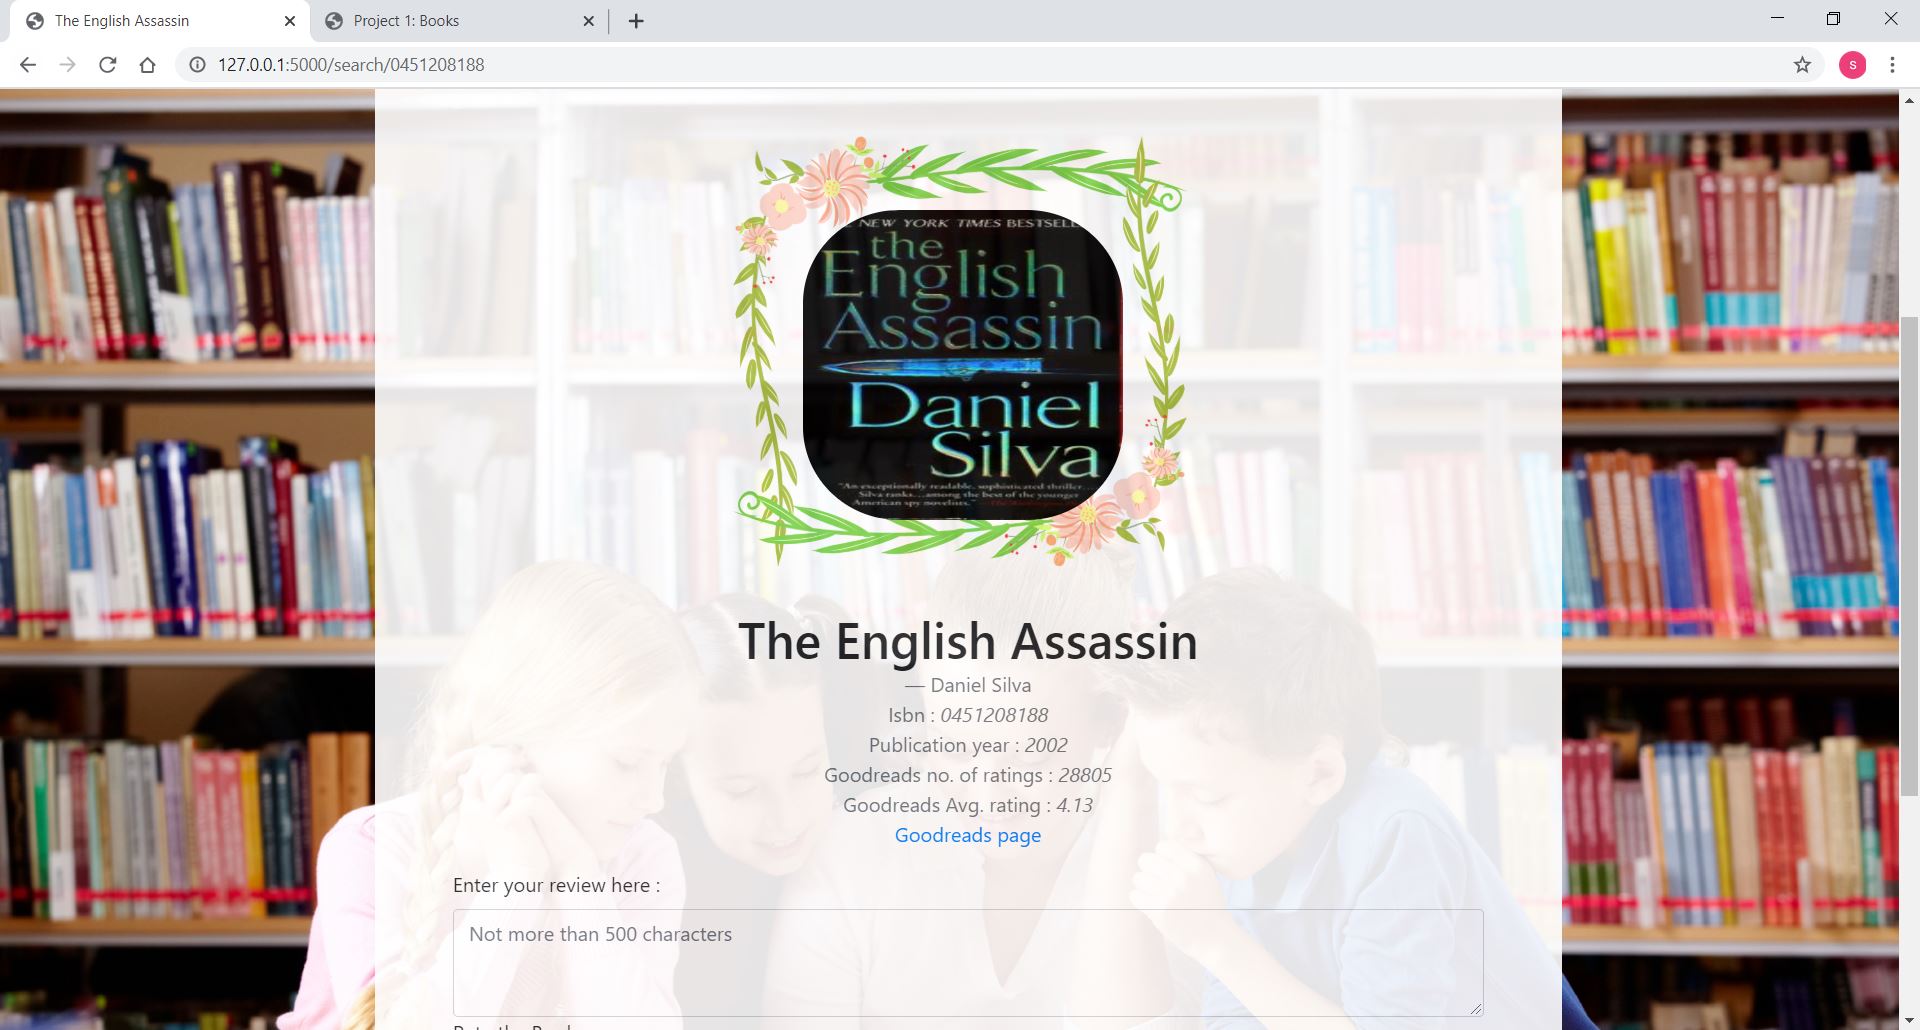 The English Assassin
Project 1: Books
127.0.0.1:5000/search/0451208188
S
NEW YORK TIMES BESTSELL
the
English
Assassin
Daniel
Silva
"An exceptionally readable, sophisticated thriller...
Silva ranks...among the best of the younger
American spy novelists."
The English Assassin
— Daniel Silva
Isbn : 0451208188
Publication year : 2002
Goodreads no. of ratings : 28805
Goodreads Avg. rating : 4.13
Goodreads page
Enter your review here :
Not more than 500 characters